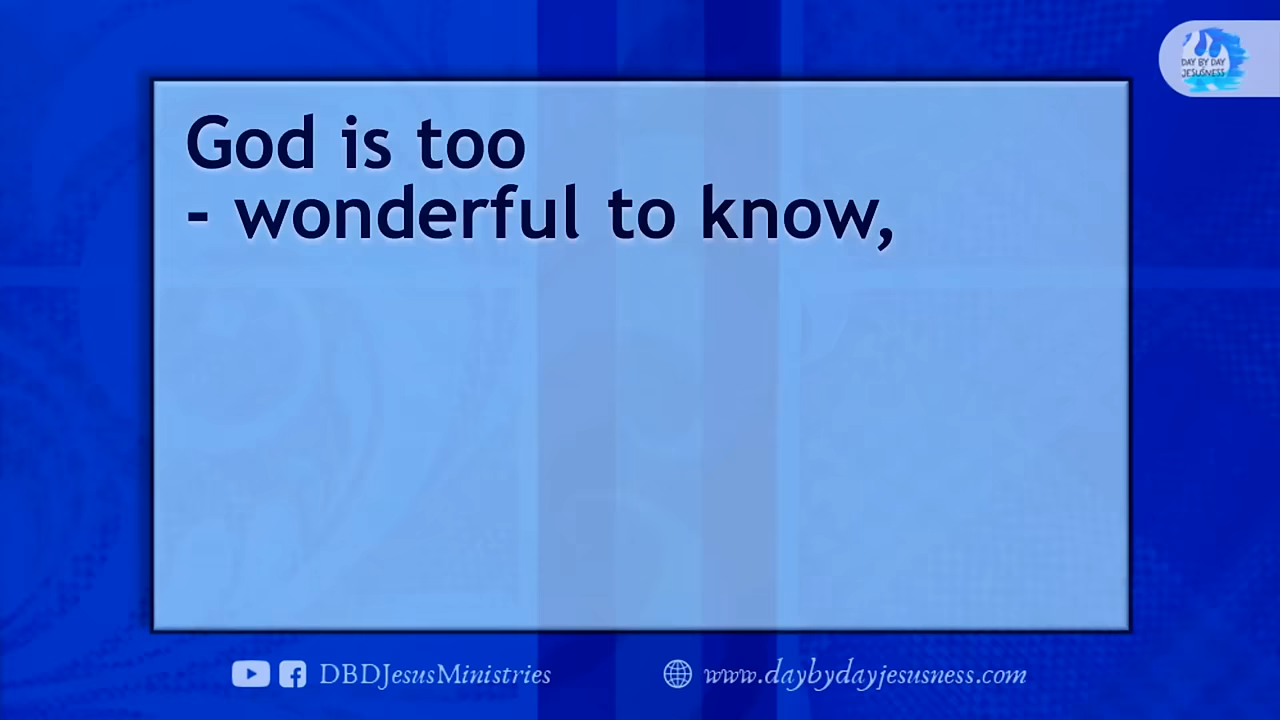 DAY BY DAY
JESUSNESS
God is too
- wonderful to know,
DBDJesusMinistries
www.daybydayjesusness.com